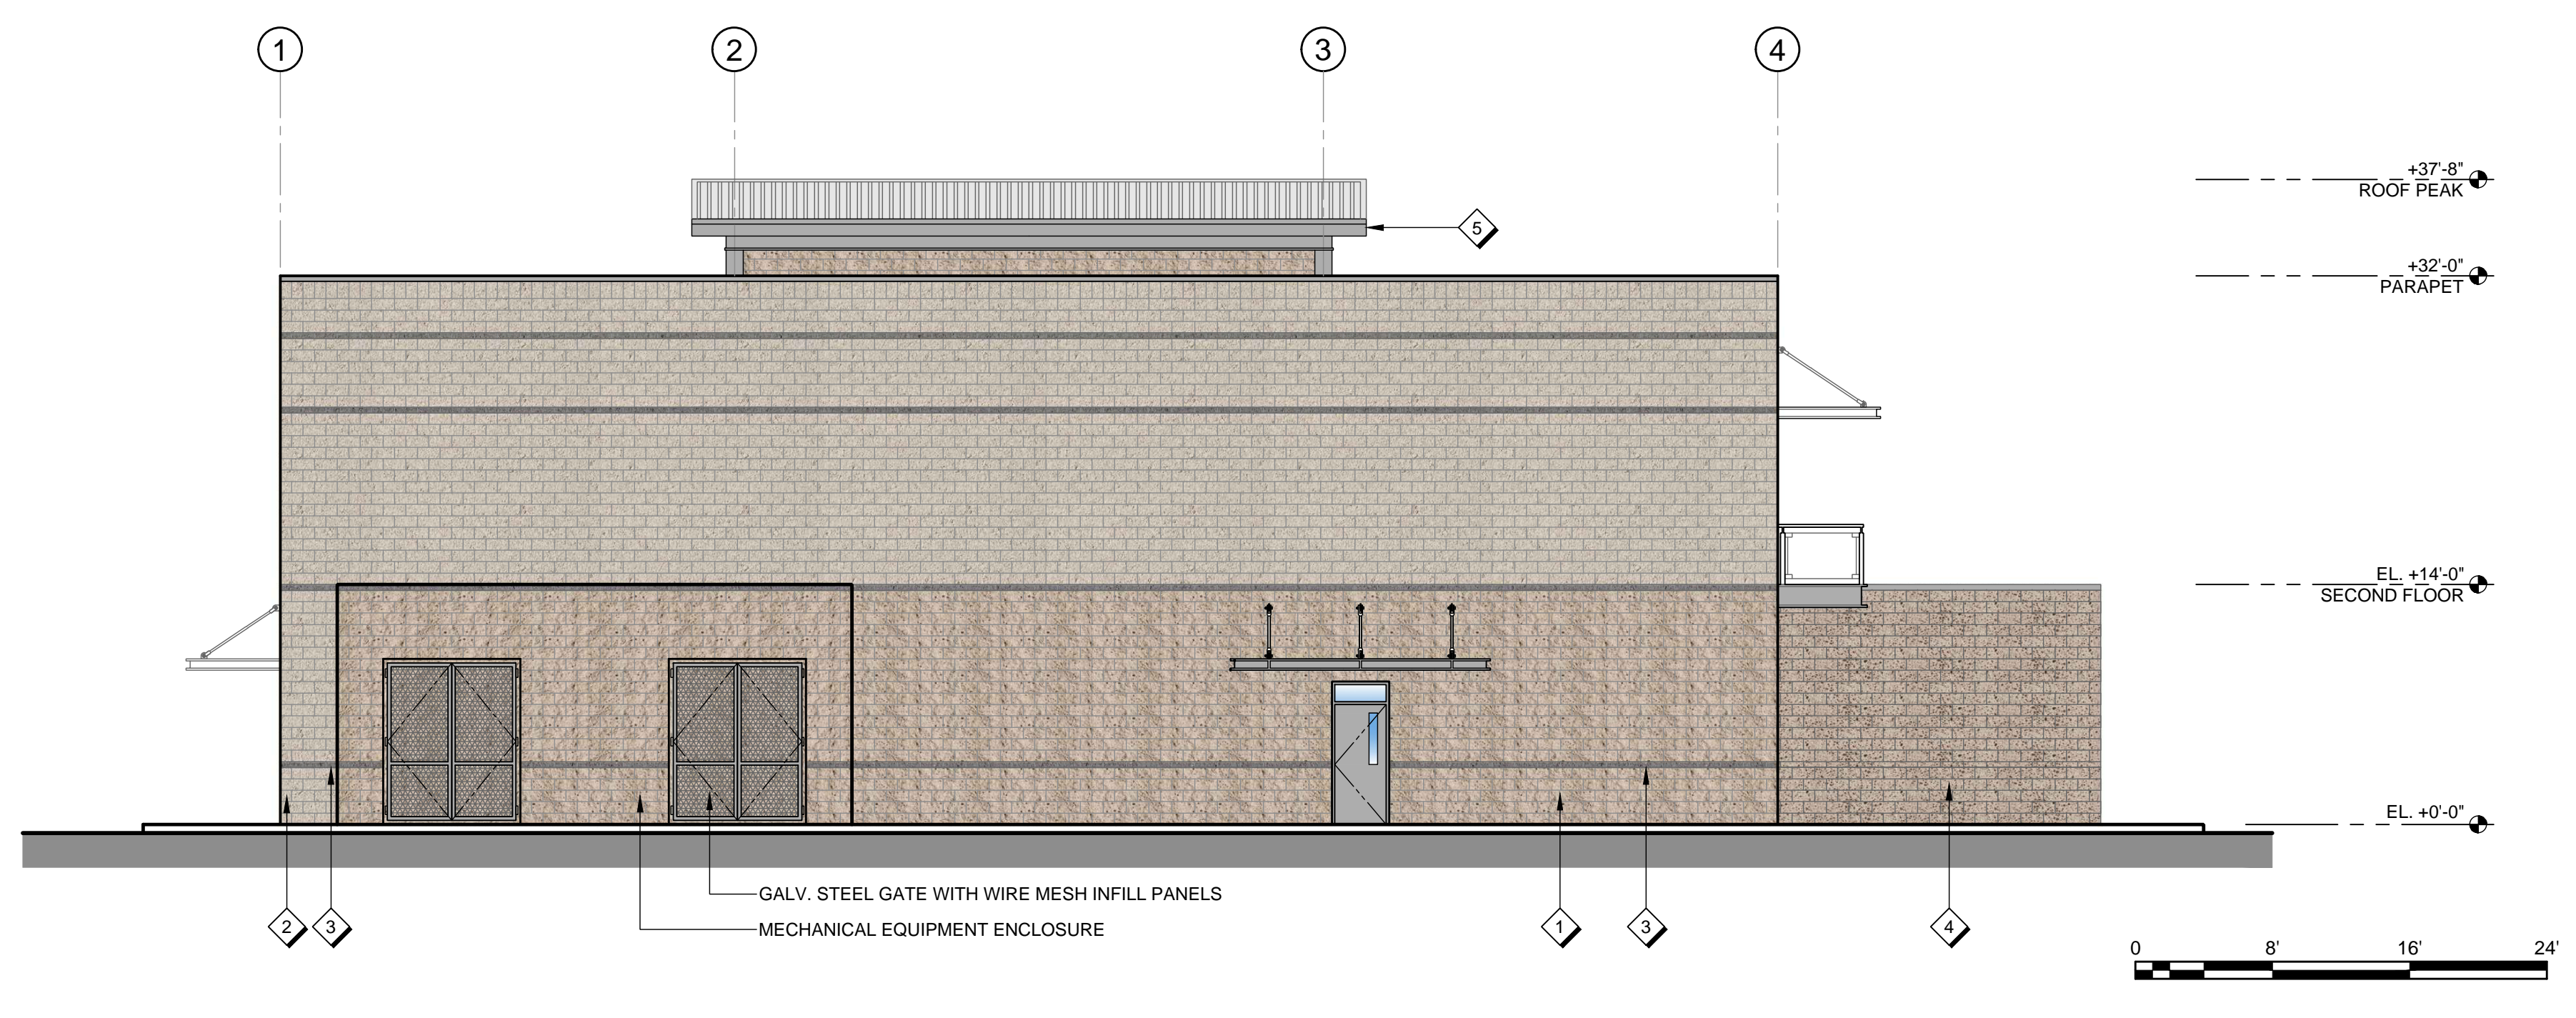 1 2 3 4
+37'-8"
ROOF PEAK
5
+32'-0"
PARAPET
EL. +14'-0"
SECOND FLOOR
EL. +0'-0"
GALV. STEEL GATE WITH WIRE MESH INFILL PANELS
2 3 1 3 4
MECHANICAL EQUIPMENT ENCLOSURE
0 8' 16' 24'